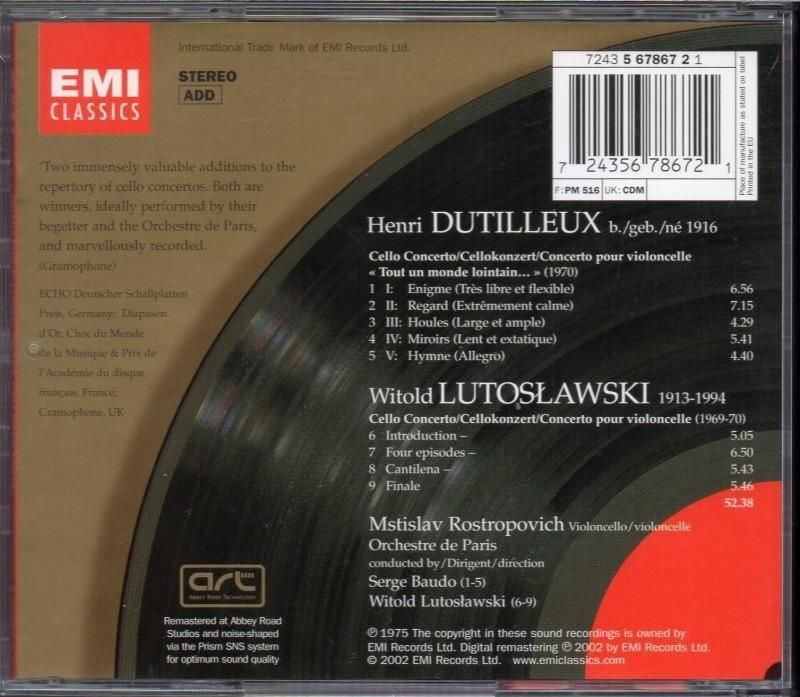 EMI
CLASSICS
International Trade Mark of EMI Records Ltd.
STEREO
ADD
7243 5 67867 2 1
7 24356 78672 1
F: PM 516 UK: CDM
Place of manufacture as stated on label
Printed in the EU
'Two immensely valuable additions to the
repertory of cello concertos. Both are
winners, ideally performed by their
begetter and the Orchestre de Paris,
and marvellously recorded.
(Gramophone)
ECHO Deutscher Schallplatten
Preis, Germany; Diapason
d'Or, Choc du Monde
de la Musique & Prix de
l'Académie du disque
français, France;
Gramophone, UK
Henri DUTILLEUX b./geb./né 1916
Cello Concerto/Cellokonzert/Concerto pour violoncelle
« Tout un monde lointain... » (1970)
1 I: Enigme (Très libre et flexible) 6.56
2 II: Regard (Extrêmement calme) 7.15
3 III: Houles (Large et ample) 4.29
4 IV: Miroirs (Lent et extatique) 5.41
5 V: Hymne (Allegro) 4.40
Witold LUTOSŁAWSKI 1913-1994
Cello Concerto/Cellokonzert/Concerto pour violoncelle (1969-70)
6 Introduction – 5.05
7 Four episodes – 6.50
8 Cantilena – 5.43
9 Finale 5.46
52.38
Mstislav Rostropovich Violoncello/violoncelle
Orchestre de Paris
conducted by/Dirigent/direction
Serge Baudo (1-5)
Witold Lutosławski (6-9)
art
ABBEY ROAD TECHNOLOGY
Remastered at Abbey Road
Studios and noise-shaped
via the Prism SNS system
for optimum sound quality
℗ 1975 The copyright in these sound recordings is owned by
EMI Records Ltd. Digital remastering ℗ 2002 by EMI Records Ltd.
© 2002 EMI Records Ltd. www.emiclassics.com